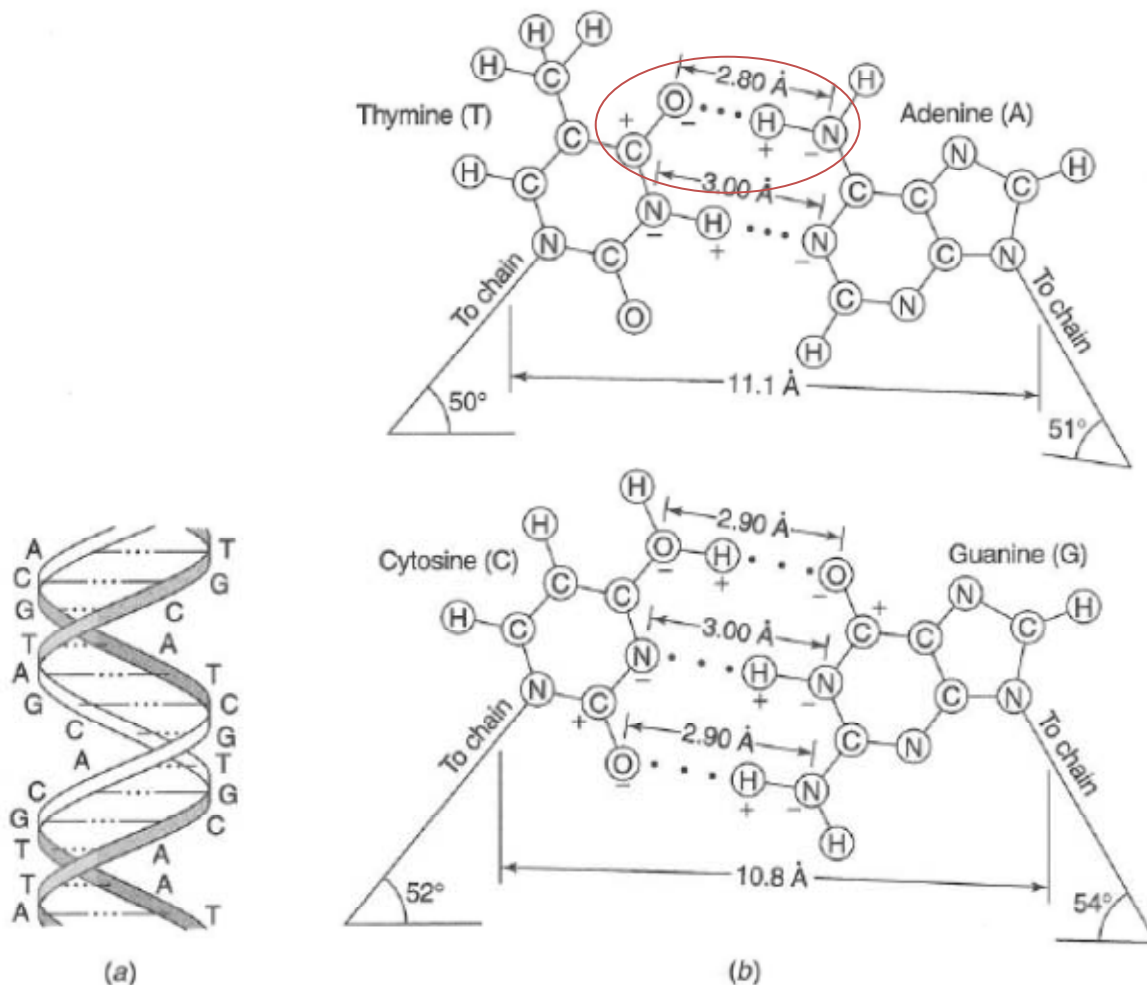 H H
H C 2.80 Å H
Thymine (T) O H N Adenine (A)
+ − + −
C C N H
H C 3.00 Å C C C
N H N
− + −
N C C N
To chain O C N To chain
H
11.1 Å
50° 51°
H
H 2.90 Å
Cytosine (C) O H O Guanine (G)
− + −
C C C + N H
H C 3.00 Å C C
N H N
− + −
N C C N
+ 2.90 Å C N
To chain O H N To chain
− + −
H
10.8 Å
52° 54°
(b)
A T
C G
G C
T A
A T
G C
C G
A T
C G
G C
T A
T A
A T
(a)